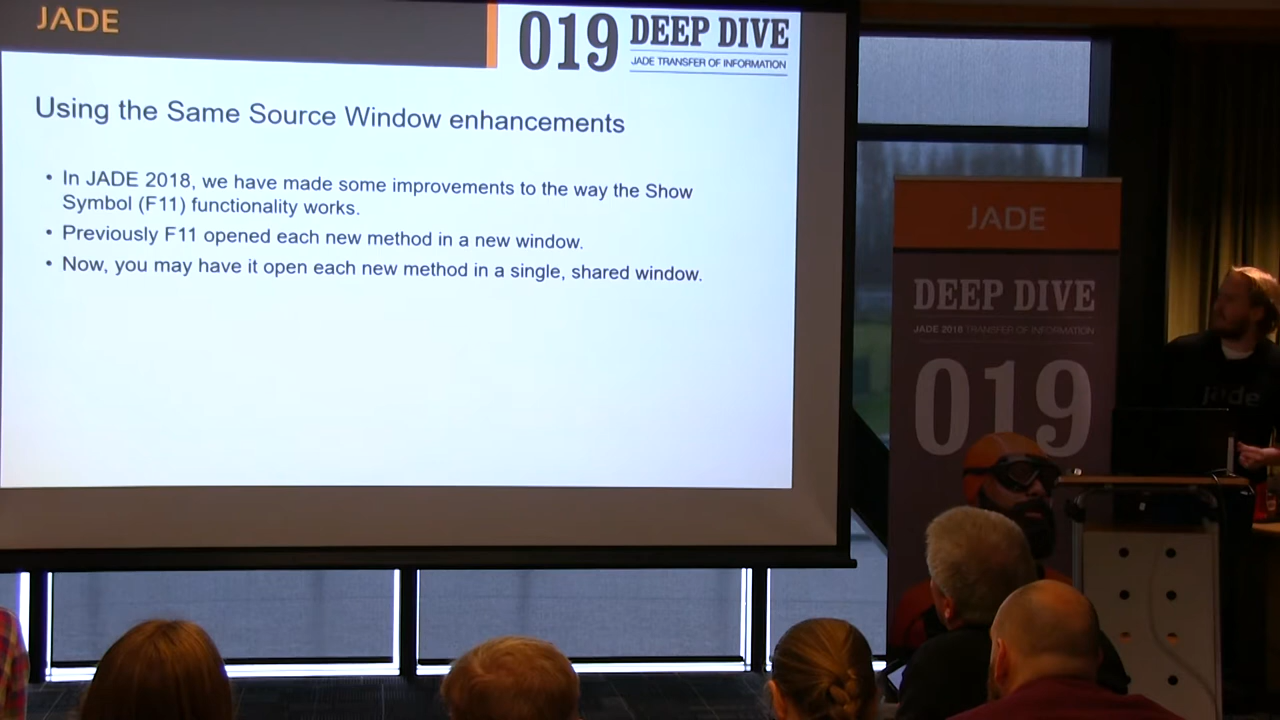 JADE
019 DEEP DIVE
JADE TRANSFER OF INFORMATION
Using the Same Source Window enhancements
• In JADE 2018, we have made some improvements to the way the Show
Symbol (F11) functionality works.
• Previously F11 opened each new method in a new window.
• Now, you may have it open each new method in a single, shared window.
JADE
DEEP DIVE
JADE 2018 TRANSFER OF INFORMATION
019
jade